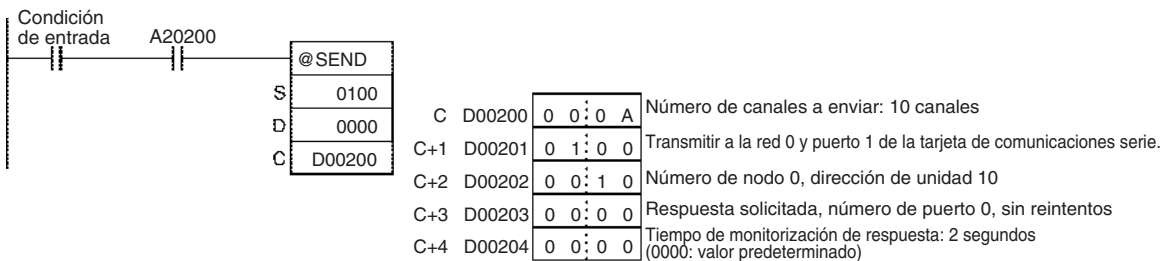 Condición
de entrada A20200
@SEND
S 0100
D 0000
C D00200
C D00200 0 0 0 A Número de canales a enviar: 10 canales
C+1 D00201 0 1 0 0 Transmitir a la red 0 y puerto 1 de la tarjeta de comunicaciones serie.
C+2 D00202 0 0 1 0 Número de nodo 0, dirección de unidad 10
C+3 D00203 0 0 0 0 Respuesta solicitada, número de puerto 0, sin reintentos
C+4 D00204 0 0 0 0 Tiempo de monitorización de respuesta: 2 segundos
(0000: valor predeterminado)